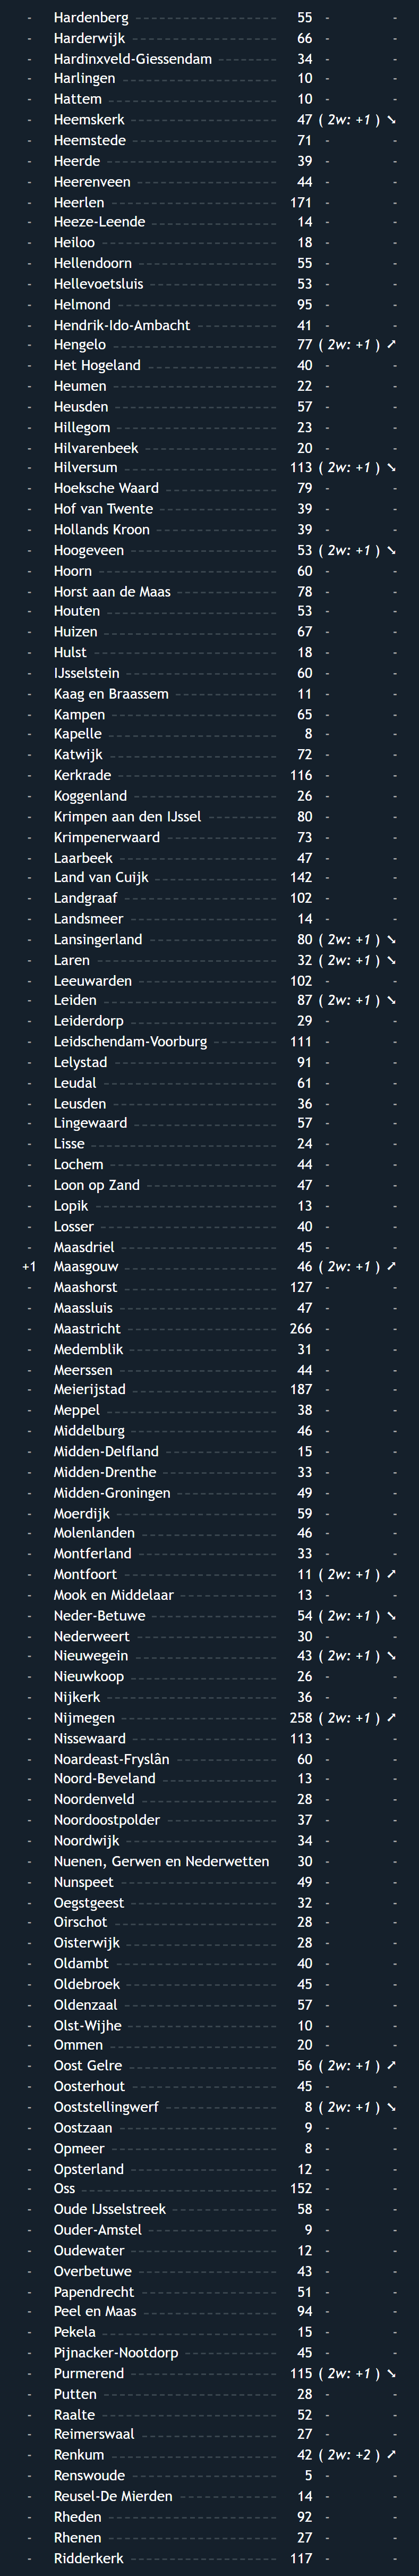 - Hardenberg 55 - -
- Harderwijk 66 - -
- Hardinxveld-Giessendam 34 - -
- Harlingen 10 - -
- Hattem 10 - -
- Heemskerk 47 ( 2w: +1 ) ➘
- Heemstede 71 - -
- Heerde 39 - -
- Heerenveen 44 - -
- Heerlen 171 - -
- Heeze-Leende 14 - -
- Heiloo 18 - -
- Hellendoorn 55 - -
- Hellevoetsluis 53 - -
- Helmond 95 - -
- Hendrik-Ido-Ambacht 41 - -
- Hengelo 77 ( 2w: +1 ) ➚
- Het Hogeland 40 - -
- Heumen 22 - -
- Heusden 57 - -
- Hillegom 23 - -
- Hilvarenbeek 20 - -
- Hilversum 113 ( 2w: +1 ) ➘
- Hoeksche Waard 79 - -
- Hof van Twente 39 - -
- Hollands Kroon 39 - -
- Hoogeveen 53 ( 2w: +1 ) ➘
- Hoorn 60 - -
- Horst aan de Maas 78 - -
- Houten 53 - -
- Huizen 67 - -
- Hulst 18 - -
- IJsselstein 60 - -
- Kaag en Braassem 11 - -
- Kampen 65 - -
- Kapelle 8 - -
- Katwijk 72 - -
- Kerkrade 116 - -
- Koggenland 26 - -
- Krimpen aan den IJssel 80 - -
- Krimpenerwaard 73 - -
- Laarbeek 47 - -
- Land van Cuijk 142 - -
- Landgraaf 102 - -
- Landsmeer 14 - -
- Lansingerland 80 ( 2w: +1 ) ➘
- Laren 32 ( 2w: +1 ) ➘
- Leeuwarden 102 - -
- Leiden 87 ( 2w: +1 ) ➘
- Leiderdorp 29 - -
- Leidschendam-Voorburg 111 - -
- Lelystad 91 - -
- Leudal 61 - -
- Leusden 36 - -
- Lingewaard 57 - -
- Lisse 24 - -
- Lochem 44 - -
- Loon op Zand 47 - -
- Lopik 13 - -
- Losser 40 - -
- Maasdriel 45 - -
+1 Maasgouw 46 ( 2w: +1 ) ➚
- Maashorst 127 - -
- Maassluis 47 - -
- Maastricht 266 - -
- Medemblik 31 - -
- Meerssen 44 - -
- Meierijstad 187 - -
- Meppel 38 - -
- Middelburg 46 - -
- Midden-Delfland 15 - -
- Midden-Drenthe 33 - -
- Midden-Groningen 49 - -
- Moerdijk 59 - -
- Molenlanden 46 - -
- Montferland 33 - -
- Montfoort 11 ( 2w: +1 ) ➚
- Mook en Middelaar 13 - -
- Neder-Betuwe 54 ( 2w: +1 ) ➘
- Nederweert 30 - -
- Nieuwegein 43 ( 2w: +1 ) ➘
- Nieuwkoop 26 - -
- Nijkerk 36 - -
- Nijmegen 258 ( 2w: +1 ) ➚
- Nissewaard 113 - -
- Noardeast-Fryslân 60 - -
- Noord-Beveland 13 - -
- Noordenveld 28 - -
- Noordoostpolder 37 - -
- Noordwijk 34 - -
- Nuenen, Gerwen en Nederwetten 30 - -
- Nunspeet 49 - -
- Oegstgeest 32 - -
- Oirschot 28 - -
- Oisterwijk 28 - -
- Oldambt 40 - -
- Oldebroek 45 - -
- Oldenzaal 57 - -
- Olst-Wijhe 10 - -
- Ommen 20 - -
- Oost Gelre 56 ( 2w: +1 ) ➚
- Oosterhout 45 - -
- Ooststellingwerf 8 ( 2w: +1 ) ➘
- Oostzaan 9 - -
- Opmeer 8 - -
- Opsterland 12 - -
- Oss 152 - -
- Oude IJsselstreek 58 - -
- Ouder-Amstel 9 - -
- Oudewater 12 - -
- Overbetuwe 43 - -
- Papendrecht 51 - -
- Peel en Maas 94 - -
- Pekela 15 - -
- Pijnacker-Nootdorp 45 - -
- Purmerend 115 ( 2w: +1 ) ➘
- Putten 28 - -
- Raalte 52 - -
- Reimerswaal 27 - -
- Renkum 42 ( 2w: +2 ) ➚
- Renswoude 5 - -
- Reusel-De Mierden 14 - -
- Rheden 92 - -
- Rhenen 27 - -
- Ridderkerk 117 - -